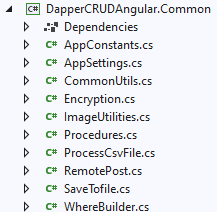 DapperCRUDAngular.Common
Dependencies
C# AppConstants.cs
C# AppSettings.cs
C# CommonUtils.cs
C# Encryption.cs
C# ImageUtilities.cs
C# Procedures.cs
C# ProcessCsvFile.cs
C# RemotePost.cs
C# SaveTofile.cs
C# WhereBuilder.cs